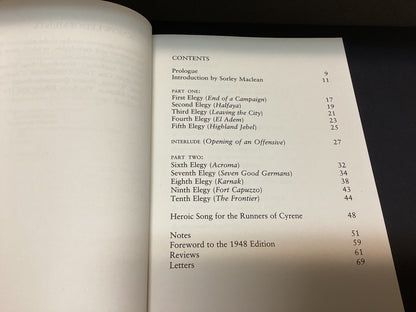 CONTENTS
Prologue 9
Introduction by Sorley Maclean 11
PART ONE:
First Elegy (End of a Campaign) 17
Second Elegy (Halfaya) 19
Third Elegy (Leaving the City) 21
Fourth Elegy (El Adem) 23
Fifth Elegy (Highland Jebel) 25
INTERLUDE (Opening of an Offensive) 27
PART TWO:
Sixth Elegy (Acroma) 32
Seventh Elegy (Seven Good Germans) 34
Eighth Elegy (Karnak) 38
Ninth Elegy (Fort Capuzzo) 43
Tenth Elegy (The Frontier) 44
Heroic Song for the Runners of Cyrene 48
Notes 51
Foreword to the 1948 Edition 59
Reviews 61
Letters 69